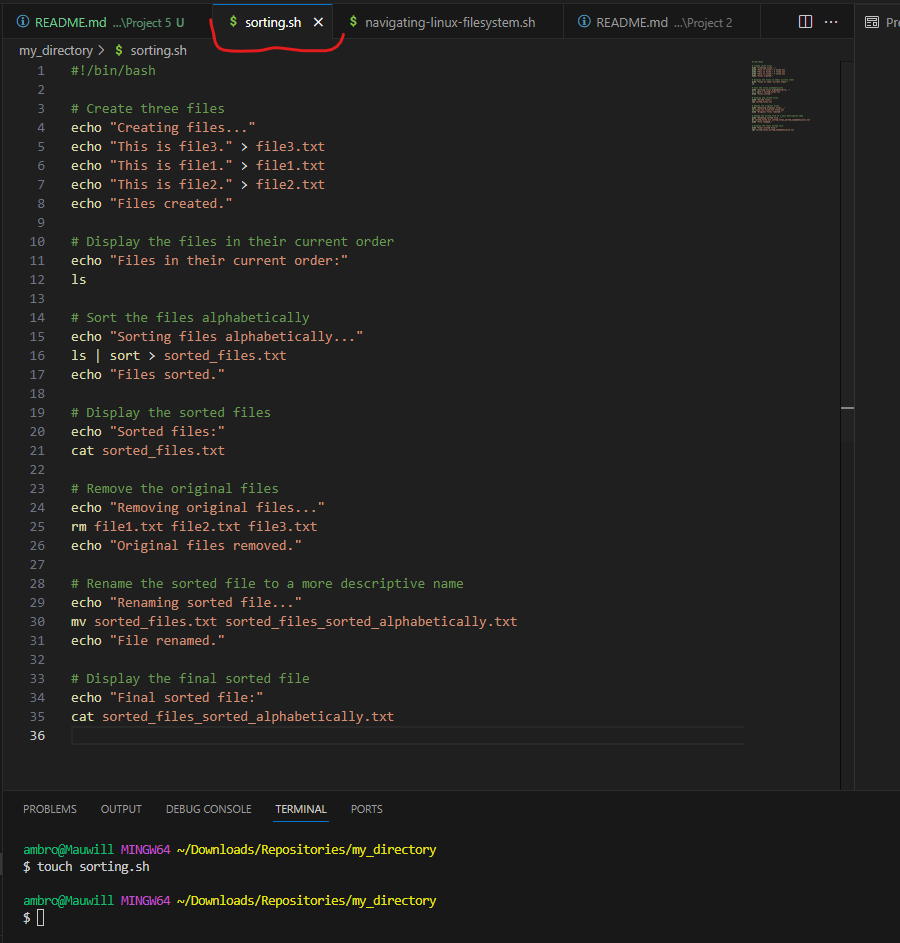 README.md ...\Project 5 U
$ sorting.sh ×
$ navigating-linux-filesystem.sh
README.md ...\Project 2
Pre
my_directory > $ sorting.sh
1 #!/bin/bash
2
3 # Create three files
4 echo "Creating files..."
5 echo "This is file3." > file3.txt
6 echo "This is file1." > file1.txt
7 echo "This is file2." > file2.txt
8 echo "Files created."
9
10 # Display the files in their current order
11 echo "Files in their current order:"
12 ls
13
14 # Sort the files alphabetically
15 echo "Sorting files alphabetically..."
16 ls | sort > sorted_files.txt
17 echo "Files sorted."
18
19 # Display the sorted files
20 echo "Sorted files:"
21 cat sorted_files.txt
22
23 # Remove the original files
24 echo "Removing original files..."
25 rm file1.txt file2.txt file3.txt
26 echo "Original files removed."
27
28 # Rename the sorted file to a more descriptive name
29 echo "Renaming sorted file..."
30 mv sorted_files.txt sorted_files_sorted_alphabetically.txt
31 echo "File renamed."
32
33 # Display the final sorted file
34 echo "Final sorted file:"
35 cat sorted_files_sorted_alphabetically.txt
36
PROBLEMS OUTPUT DEBUG CONSOLE TERMINAL PORTS
ambro@Mauwill MINGW64 ~/Downloads/Repositories/my_directory
$ touch sorting.sh
ambro@Mauwill MINGW64 ~/Downloads/Repositories/my_directory
$